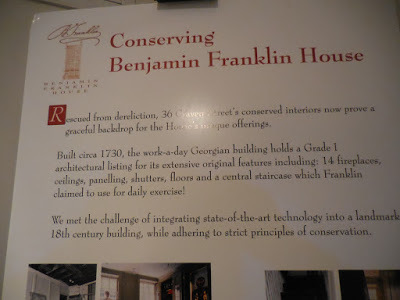 B. Franklin
BENJAMIN
FRANKLIN
HOUSE
Conserving
Benjamin Franklin House
Rescued from dereliction, 36 Craven Street's conserved interiors now prove a
graceful backdrop for the House's unique offerings.
Built circa 1730, the work-a-day Georgian building holds a Grade I
architectural listing for its extensive original features including: 14 fireplaces,
ceilings, panelling, shutters, floors and a central staircase which Franklin
claimed to use for daily exercise!
We met the challenge of integrating state-of-the-art technology into a landmark
18th century building, while adhering to strict principles of conservation.